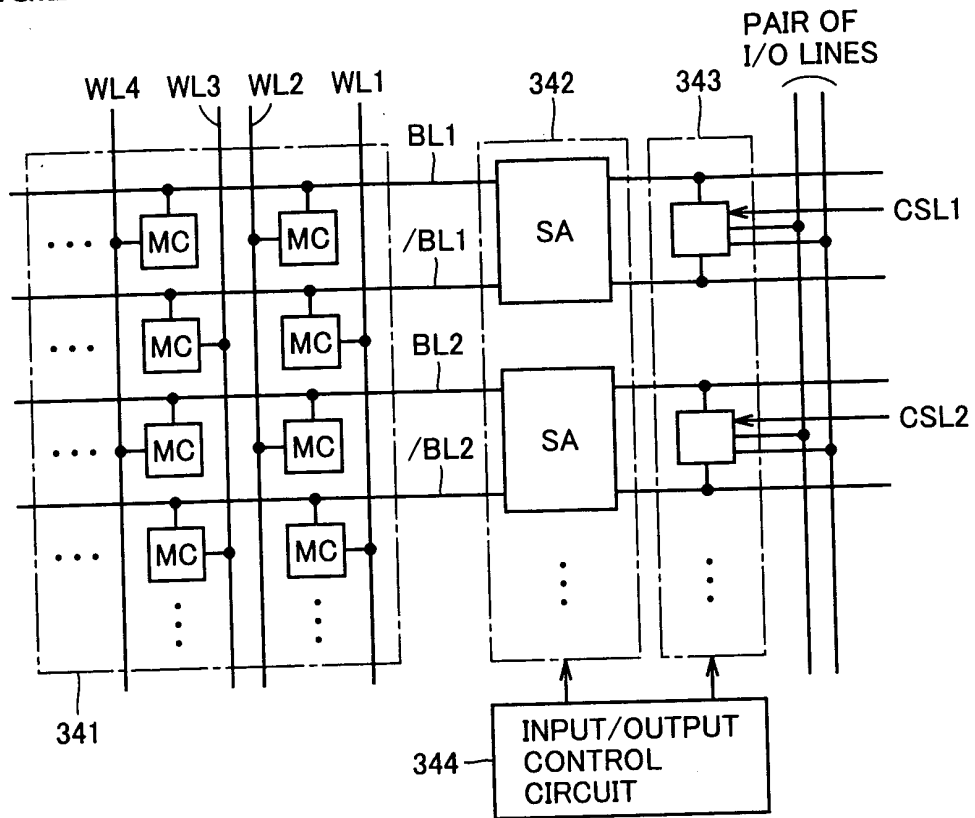 PAIR OF
I/O LINES
WL4 WL3 WL2 WL1 342 343
BL1
MC MC SA CSL1
/BL1
MC MC
BL2
MC MC SA CSL2
/BL2
MC MC
341
344
INPUT/OUTPUT
CONTROL
CIRCUIT